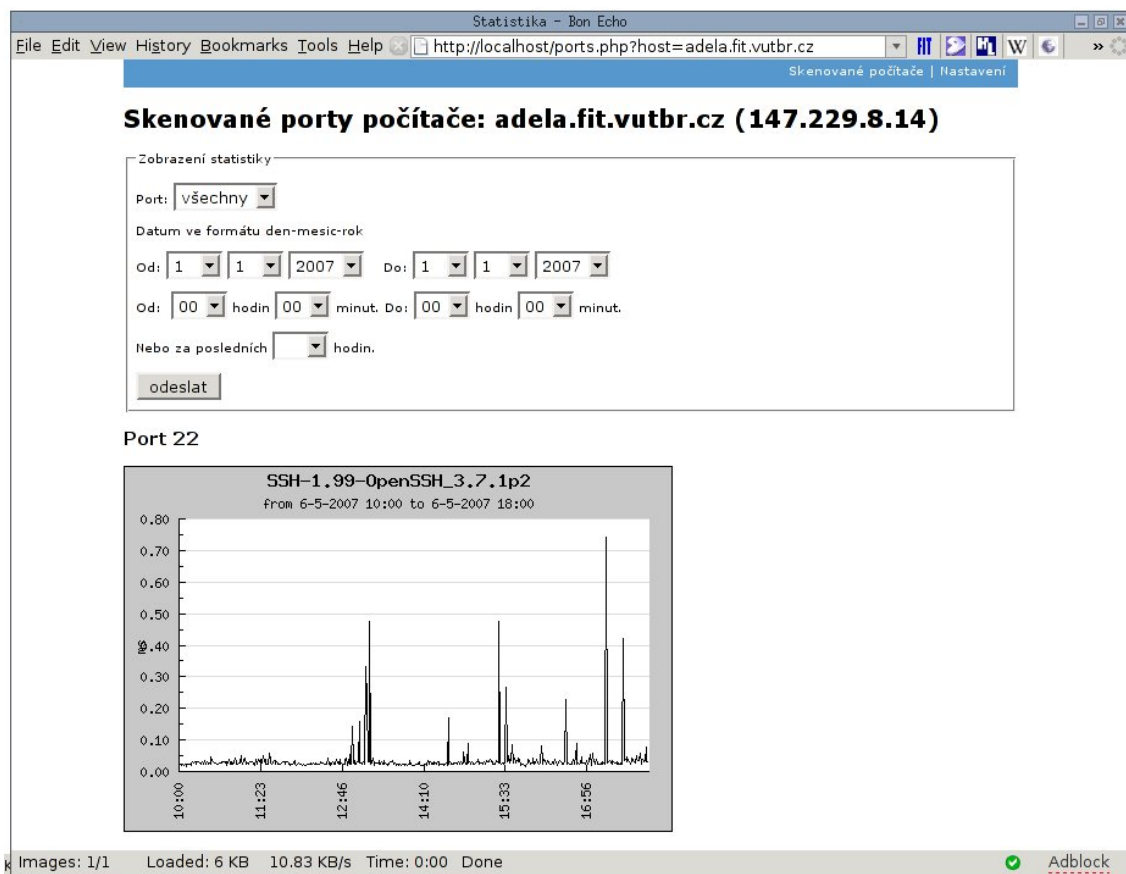 Statistika - Bon Echo
File Edit View History Bookmarks Tools Help http://localhost/ports.php?host=adela.fit.vutbr.cz FIT W »
Skenované počítače | Nastavení
Skenované porty počítače: adela.fit.vutbr.cz (147.229.8.14)
Zobrazení statistiky
Port: všechny
Datum ve formátu den-mesic-rok
Od: 1 1 2007 Do: 1 1 2007
Od: 00 hodin 00 minut. Do: 00 hodin 00 minut.
Nebo za posledních hodin.
odeslat
Port 22
SSH-1.99-OpenSSH_3.7.1p2
from 6-5-2007 10:00 to 6-5-2007 18:00
0.80
0.70
0.60
0.50
0.40
0.30
0.20
0.10
0.00
10:00 11:23 12:46 14:10 15:33 16:56
Images: 1/1 Loaded: 6 KB 10.83 KB/s Time: 0:00 Done Adblock